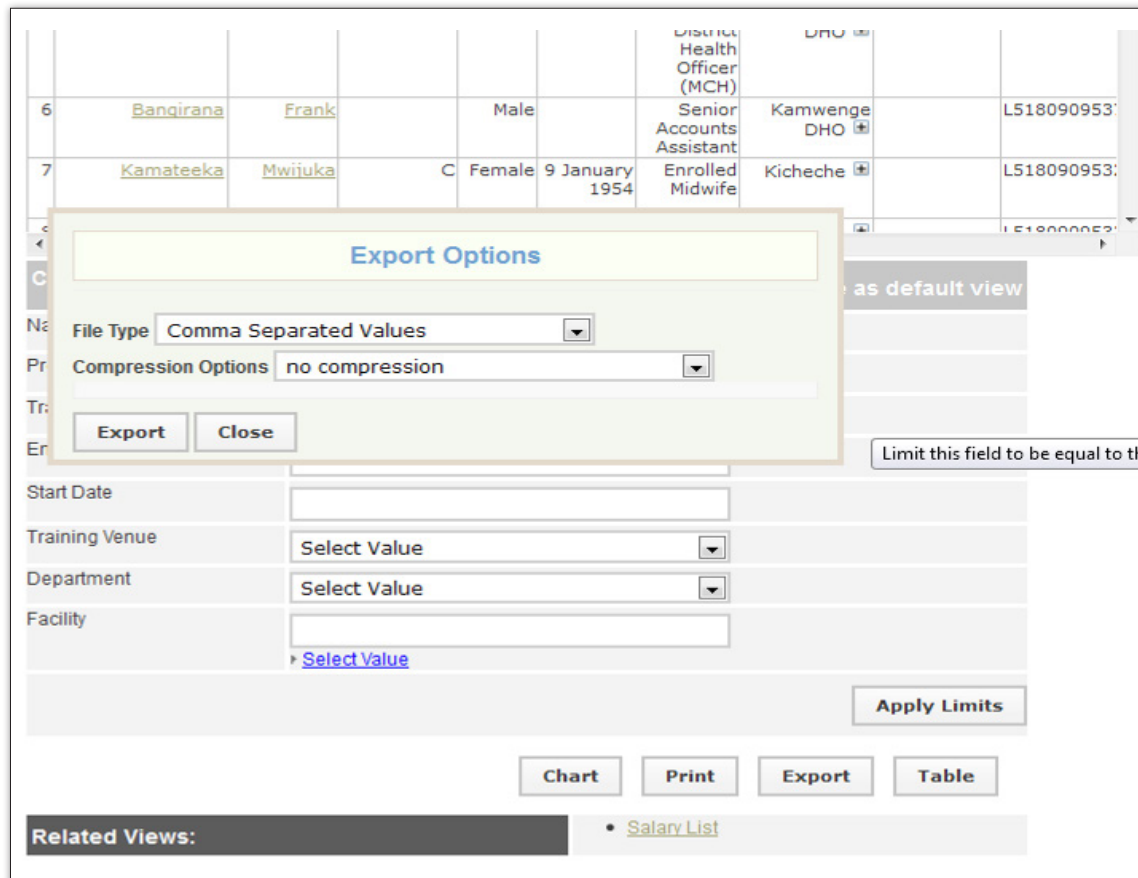 District
Health
Officer
(MCH)
DHO
6 Bangirana Frank Male Senior Accounts Assistant Kamwenge DHO L518090953
7 Kamateeka Mwijuka C Female 9 January 1954 Enrolled Midwife Kicheche L518090953
Export Options
as default view
File Type Comma Separated Values
Compression Options no compression
Export Close
Limit this field to be equal to th
Start Date
Training Venue Select Value
Department Select Value
Facility
Select Value
Apply Limits
Chart Print Export Table
Related Views: • Salary List